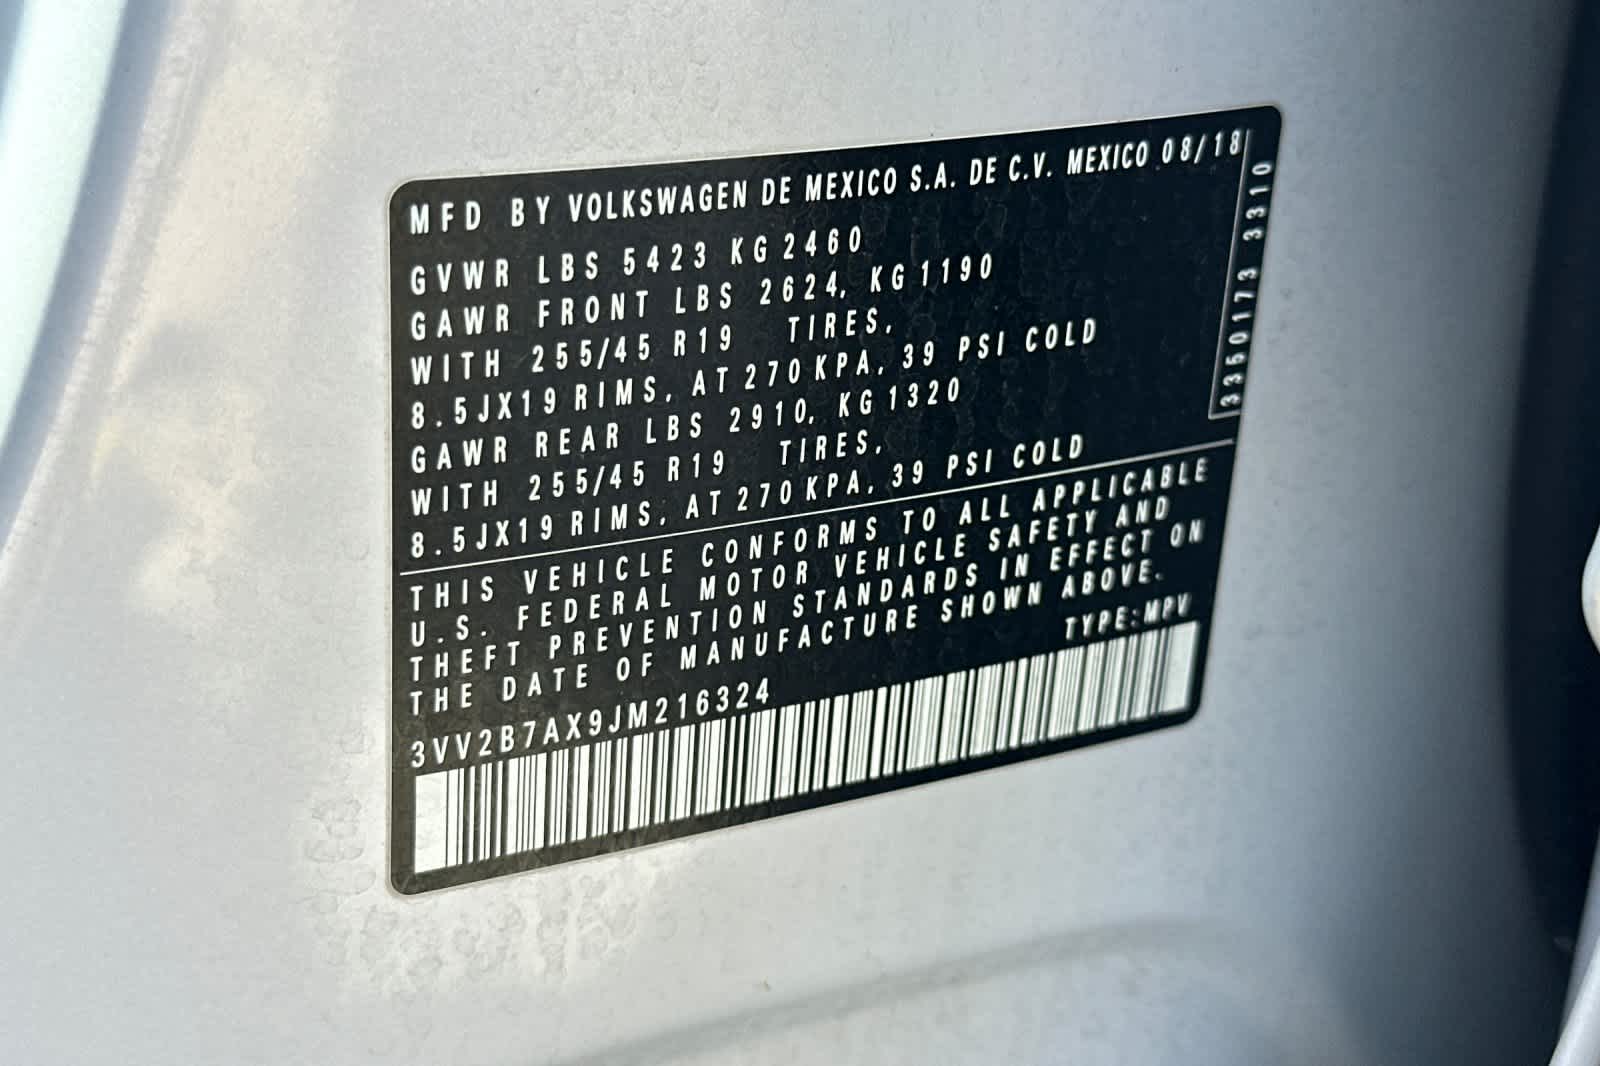 MFD BY VOLKSWAGEN DE MEXICO S.A. DE C.V. MEXICO 08/18
GVWR LBS 5423 KG 2460
GAWR FRONT LBS 2624, KG 1190
WITH 255/45 R19 TIRES,
8.5JX19 RIMS, AT 270 KPA, 39 PSI COLD
GAWR REAR LBS 2910, KG 1320
WITH 255/45 R19 TIRES,
8.5JX19 RIMS, AT 270 KPA, 39 PSI COLD
3350173 3310
THIS VEHICLE CONFORMS TO ALL APPLICABLE
U.S. FEDERAL MOTOR VEHICLE SAFETY AND
THEFT PREVENTION STANDARDS IN EFFECT ON
THE DATE OF MANUFACTURE SHOWN ABOVE.
TYPE:MPV
3VV2B7AX9JM216324